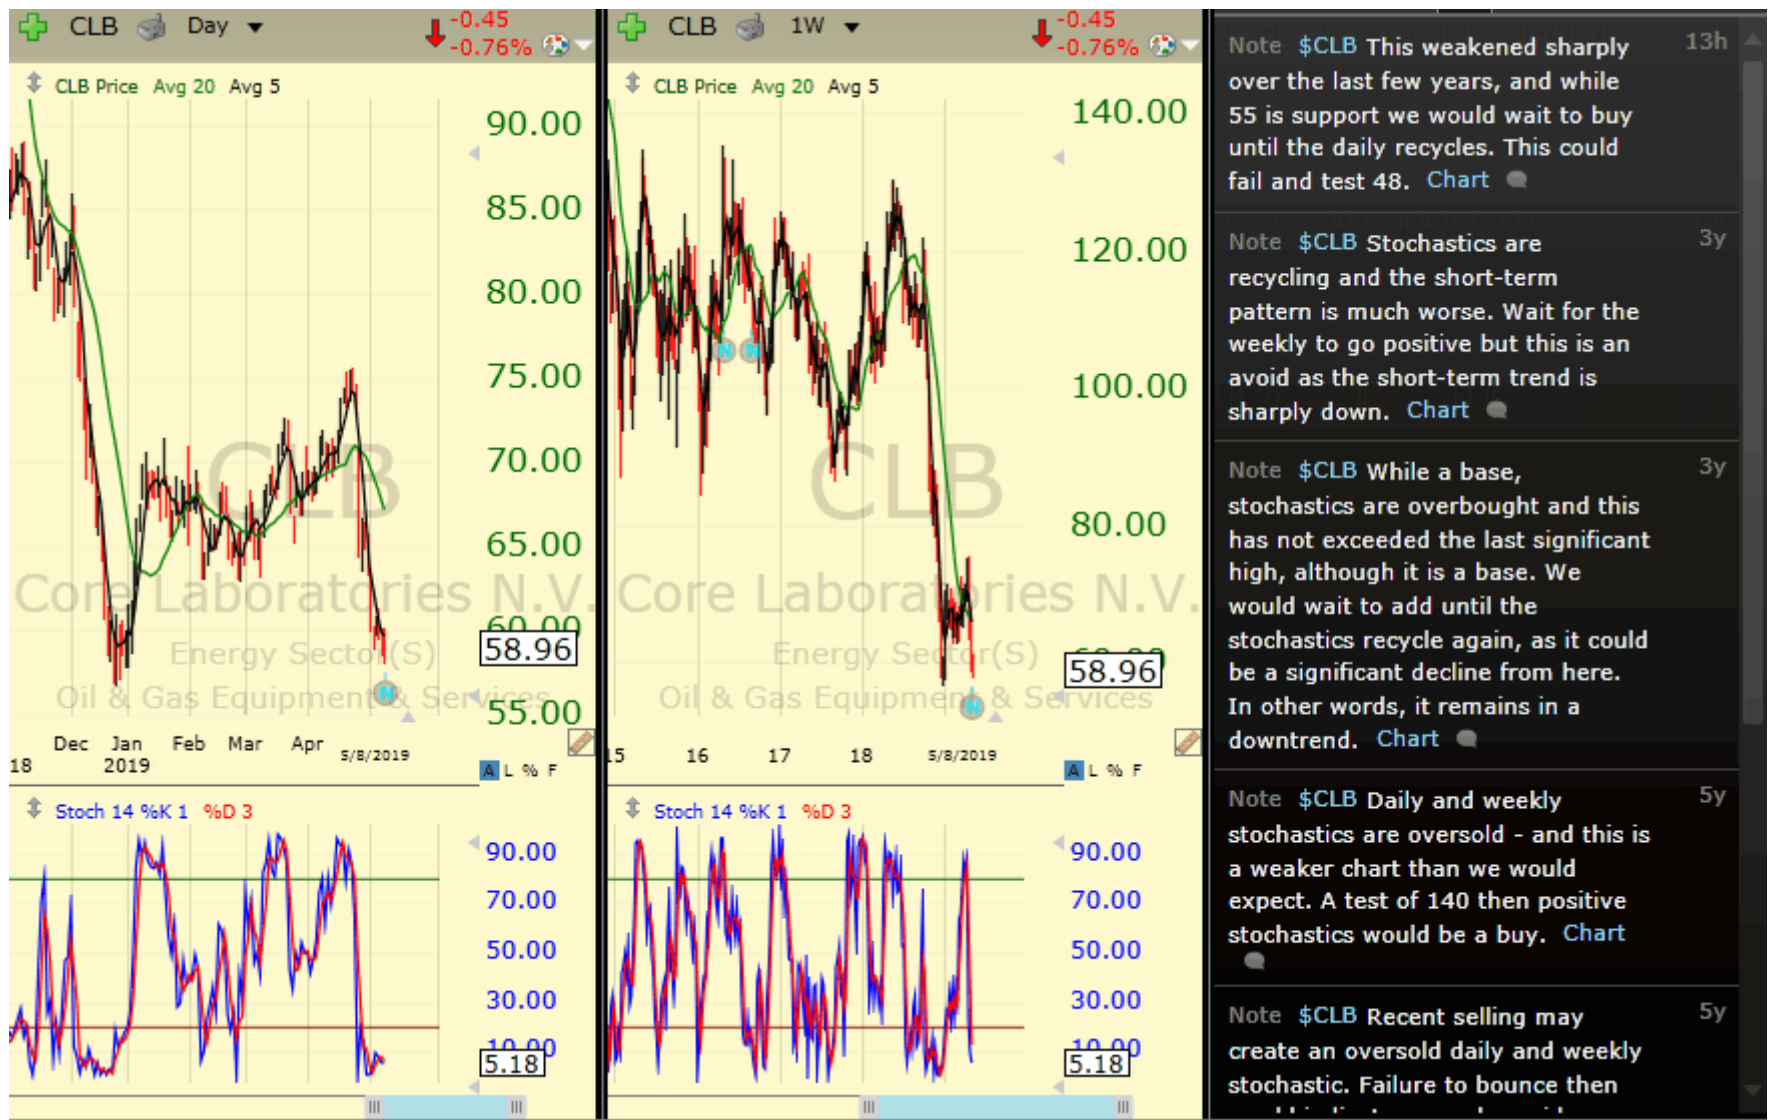 CLB Day -0.45
-0.76%
CLB Price Avg 20 Avg 5
90.00
85.00
80.00
75.00
70.00
65.00
60.00
58.96
55.00
CLB
Core Laboratories N.V.
Energy Sector(S)
Oil & Gas Equipment & Services
N
Dec Jan Feb Mar Apr 5/8/2019
18 2019
A L % F
Stoch 14 %K 1 %D 3
90.00
70.00
50.00
30.00
10.00
5.18
CLB 1W -0.45
-0.76%
CLB Price Avg 20 Avg 5
140.00
120.00
N N
100.00
80.00
60.00
58.96
CLB
Core Laboratories N.V.
Energy Sector(S)
Oil & Gas Equipment & Services
N
15 16 17 18 5/8/2019
A L % F
Stoch 14 %K 1 %D 3
90.00
70.00
50.00
30.00
10.00
5.18
Note $CLB This weakened sharply 13h
over the last few years, and while
55 is support we would wait to buy
until the daily recycles. This could
fail and test 48. Chart
Note $CLB Stochastics are 3y
recycling and the short-term
pattern is much worse. Wait for the
weekly to go positive but this is an
avoid as the short-term trend is
sharply down. Chart
Note $CLB While a base, 3y
stochastics are overbought and this
has not exceeded the last significant
high, although it is a base. We
would wait to add until the
stochastics recycle again, as it could
be a significant decline from here.
In other words, it remains in a
downtrend. Chart
Note $CLB Daily and weekly 5y
stochastics are oversold - and this is
a weaker chart than we would
expect. A test of 140 then positive
stochastics would be a buy. Chart
Note $CLB Recent selling may 5y
create an oversold daily and weekly
stochastic. Failure to bounce then